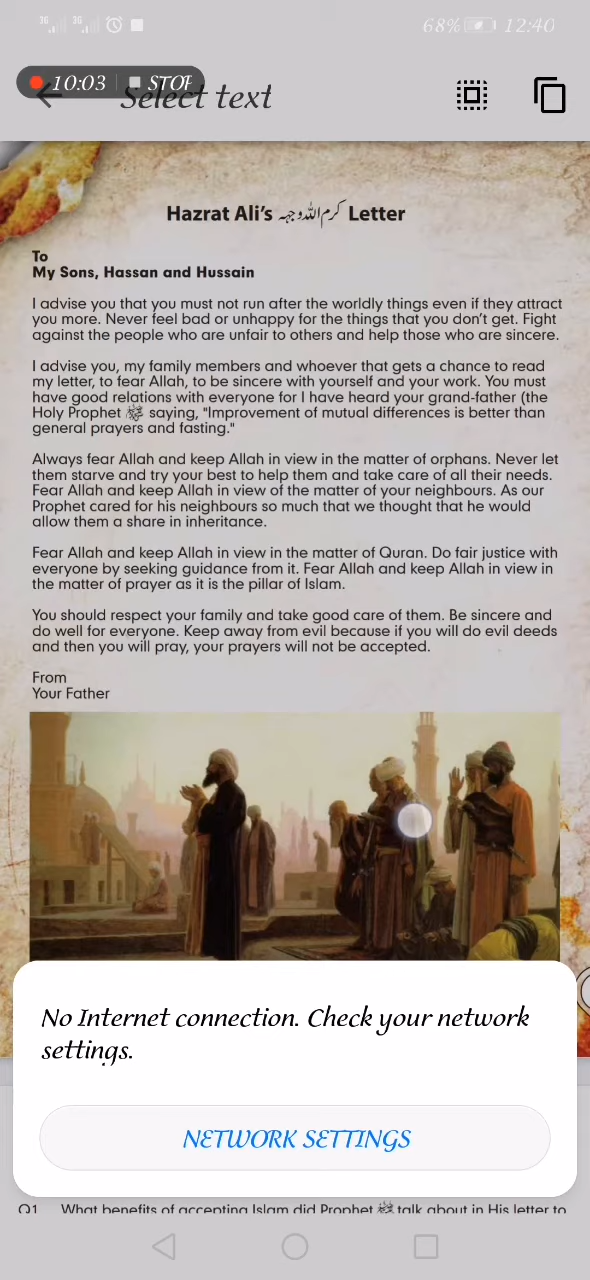 3G 3G 68% 12:40
10:03 STOP
Select text
Hazrat Ali's کرم اللہ وجہہ Letter
To
My Sons, Hassan and Hussain
I advise you that you must not run after the worldly things even if they attract
you more. Never feel bad or unhappy for the things that you don't get. Fight
against the people who are unfair to others and help those who are sincere.
I advise you, my family members and whoever that gets a chance to read
my letter, to fear Allah, to be sincere with yourself and your work. You must
have good relations with everyone for I have heard your grand-father (the
Holy Prophet ﷺ saying, "Improvement of mutual differences is better than
general prayers and fasting."
Always fear Allah and keep Allah in view in the matter of orphans. Never let
them starve and try your best to help them and take care of all their needs.
Fear Allah and keep Allah in view of the matter of your neighbours. As our
Prophet cared for his neighbours so much that we thought that he would
allow them a share in inheritance.
Fear Allah and keep Allah in view in the matter of Quran. Do fair justice with
everyone by seeking guidance from it. Fear Allah and keep Allah in view in
the matter of prayer as it is the pillar of Islam.
You should respect your family and take good care of them. Be sincere and
do well for everyone. Keep away from evil because if you will do evil deeds
and then you will pray, your prayers will not be accepted.
From
Your Father
No Internet connection. Check your network
settings.
NETWORK SETTINGS
Q1 What benefits of accepting Islam did Prophet ﷺ talk about in His letter to